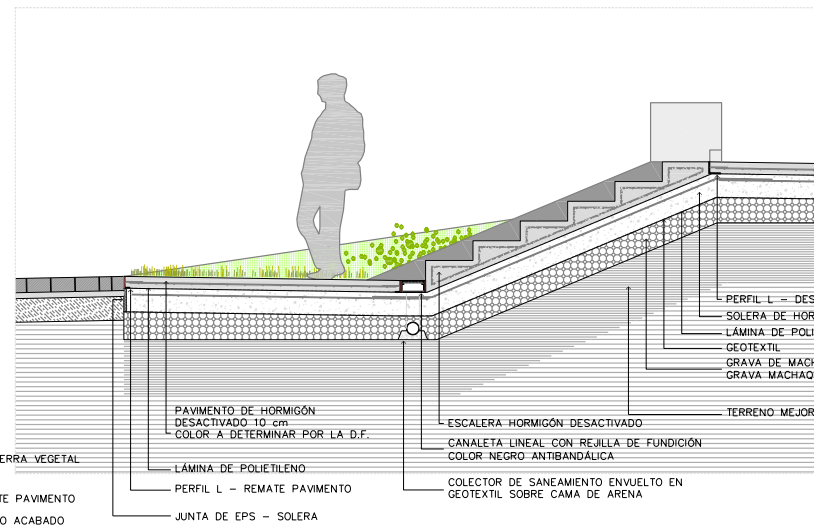 PERFIL L – DES
SOLERA DE HOR
LÁMINA DE POLI
GEOTEXTIL
GRAVA DE MACH
GRAVA MACHAQ
TERRENO MEJOR
PAVIMENTO DE HORMIGÓN
DESACTIVADO 10 cm
COLOR A DETERMINAR POR LA D.F.
ESCALERA HORMIGÓN DESACTIVADO
CANALETA LINEAL CON REJILLA DE FUNDICIÓN
COLOR NEGRO ANTIBANDÁLICA
ERRA VEGETAL
LÁMINA DE POLIETILENO
PERFIL L – REMATE PAVIMENTO
COLECTOR DE SANEAMIENTO ENVUELTO EN
GEOTEXTIL SOBRE CAMA DE ARENA
TE PAVIMENTO
O ACABADO
JUNTA DE EPS – SOLERA